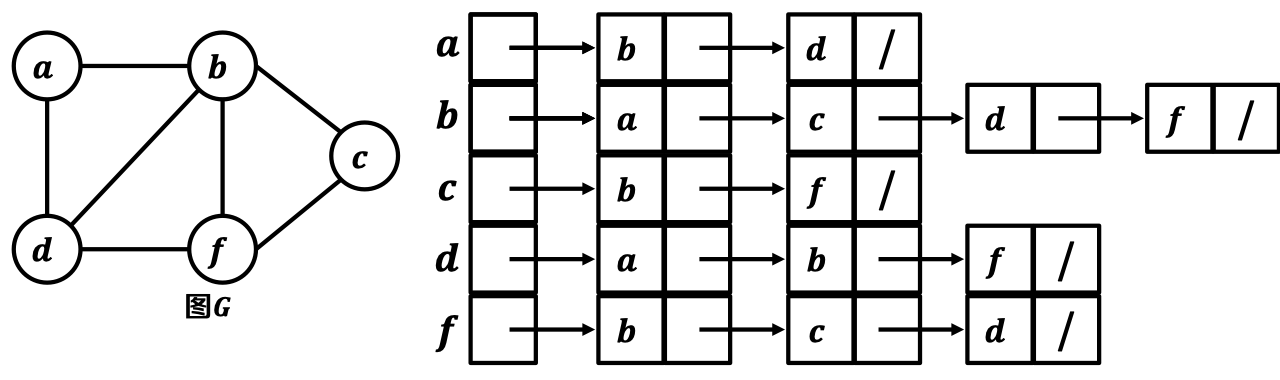 a b
c
d f
图G
a b d /
b a c d f /
c b f /
d a b f /
f b c d /